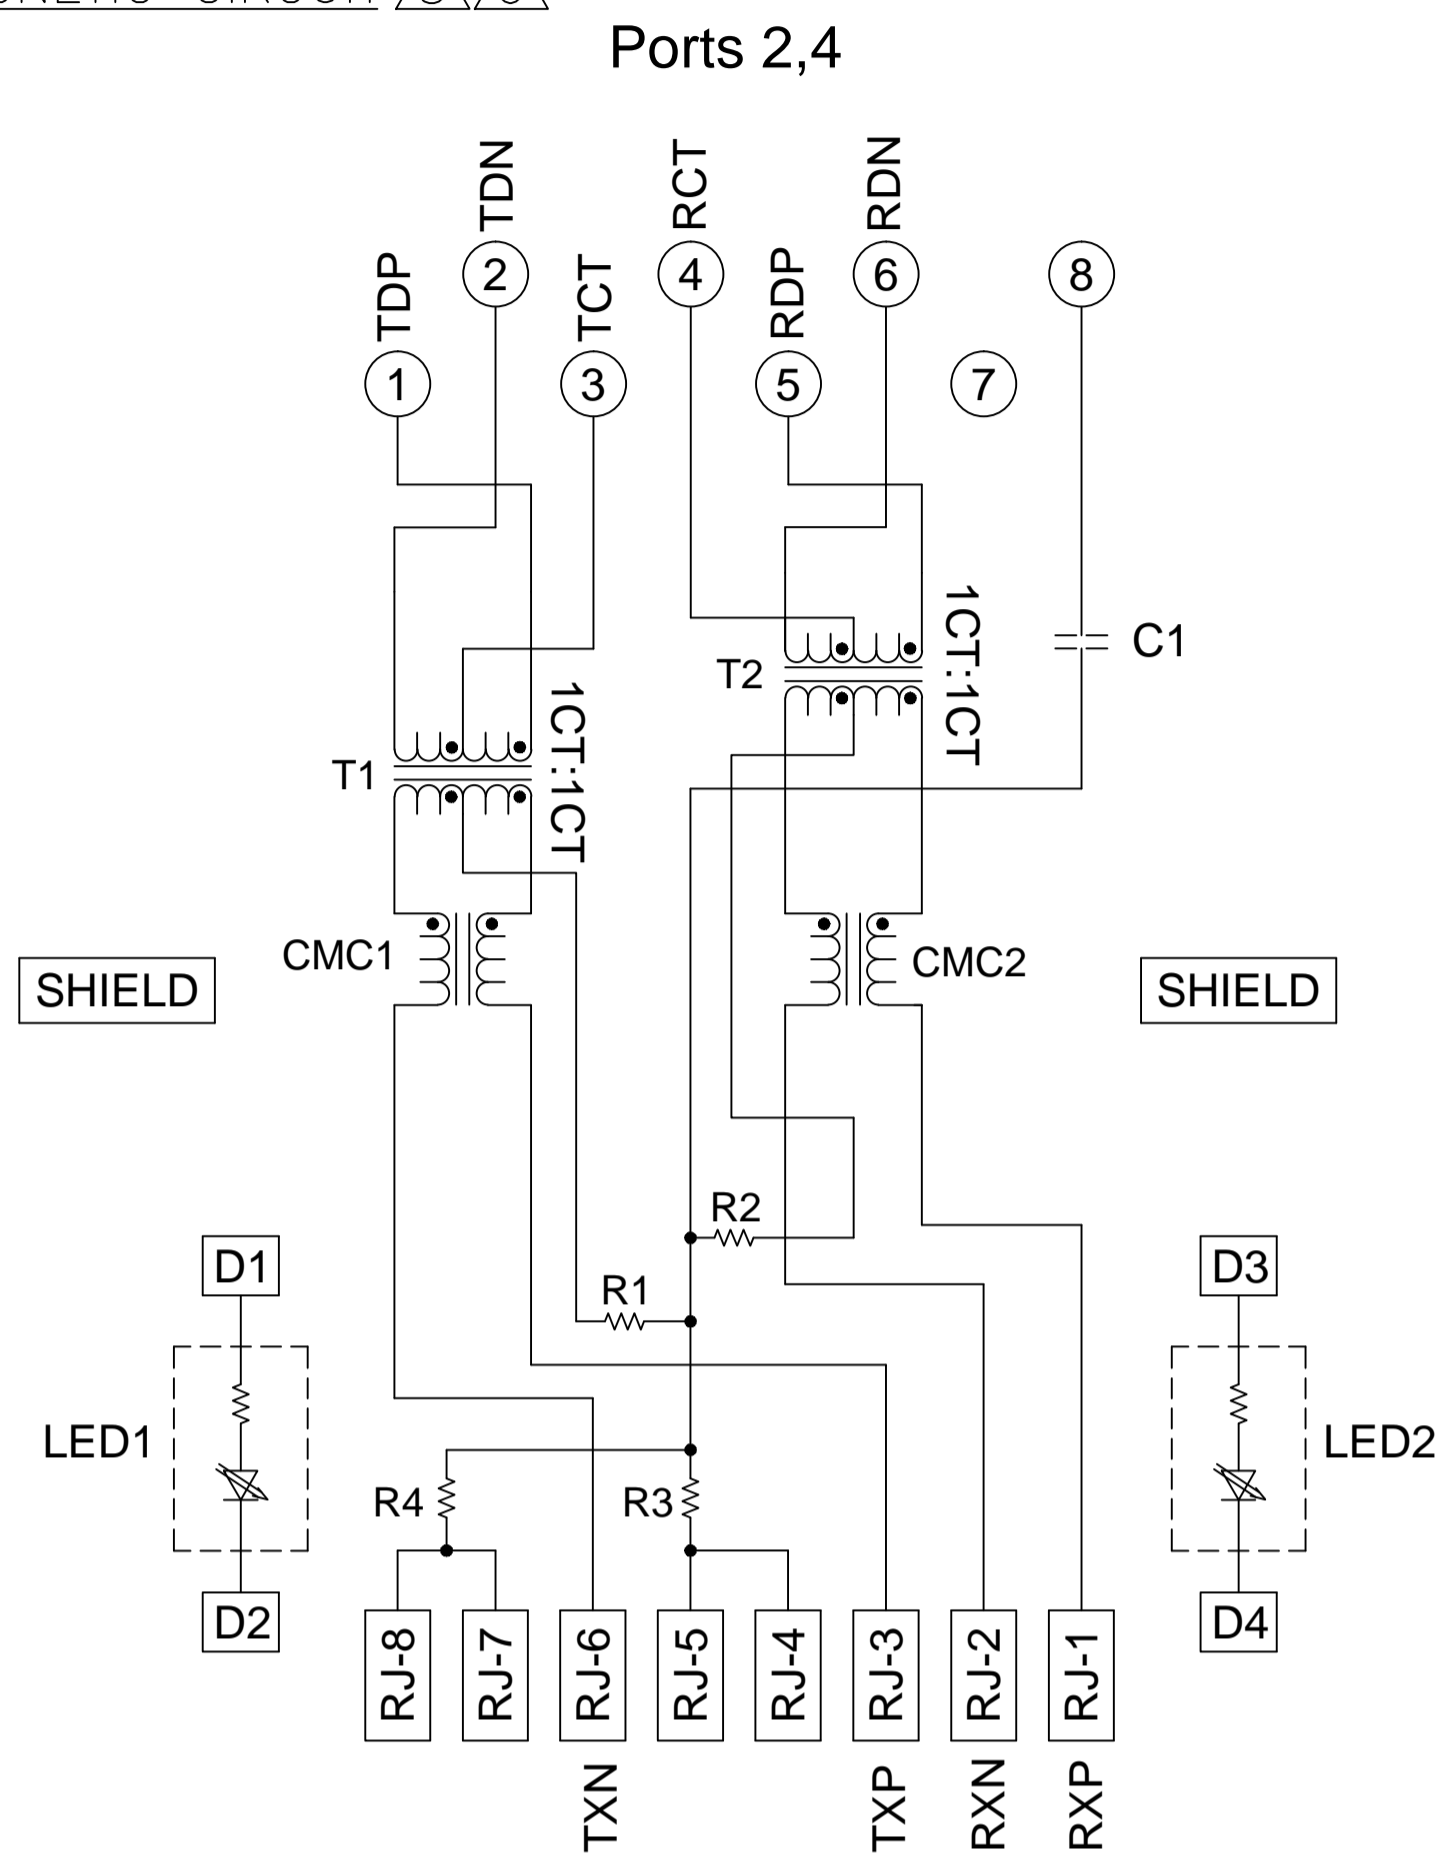 Ports 2,4
TDN
RCT
RDN
TDP
2
TCT
4
RDP
6
8
1
3
5
7
1CT:1CT
C1
T2
1CT:1CT
T1
CMC1
CMC2
SHIELD
SHIELD
R2
D1
R1
D3
LED1
LED2
R4
R3
D2
D4
RJ-8
RJ-7
RJ-6
RJ-5
RJ-4
RJ-3
RJ-2
RJ-1
TXN
TXP
RXN
RXP